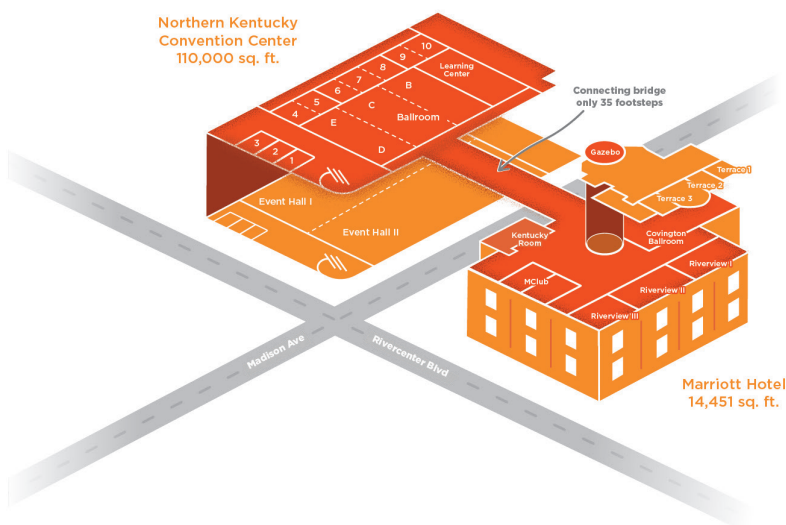 Northern Kentucky
Convention Center
110,000 sq. ft.
10
9
8
7
6
5
4
3
2
1
Learning
Center
B
C
Ballroom
E
D
Connecting bridge
only 35 footsteps
Gazebo
Terrace 1
Terrace 2
Terrace 3
Event Hall I
Event Hall II
Kentucky
Room
Covington
Ballroom
MClub
Riverview I
Riverview II
Riverview III
Madison Ave
Rivercenter Blvd
Marriott Hotel
14,451 sq. ft.